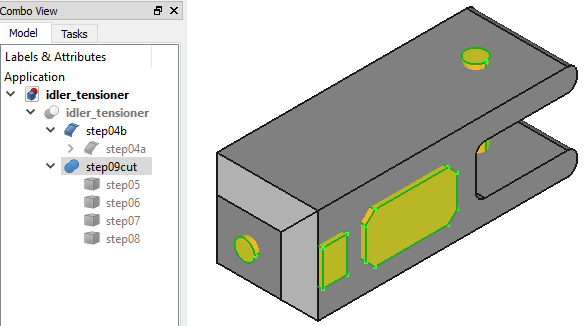 Combo View
Model Tasks
Labels & Attributes
Application
idler_tensioner
idler_tensioner
step04b
step04a
step09cut
step05
step06
step07
step08